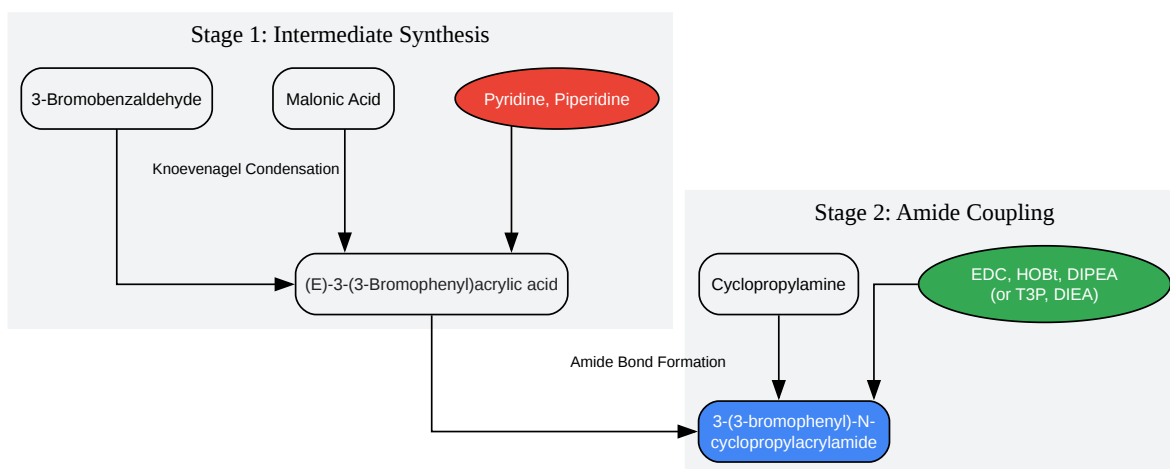 Stage 1: Intermediate Synthesis
3-Bromobenzaldehyde
Malonic Acid
Pyridine, Piperidine
Knoevenagel Condensation
(E)-3-(3-Bromophenyl)acrylic acid
Stage 2: Amide Coupling
Cyclopropylamine
EDC, HOBt, DIPEA
(or T3P, DIEA)
Amide Bond Formation
3-(3-bromophenyl)-N-
cyclopropylacrylamide